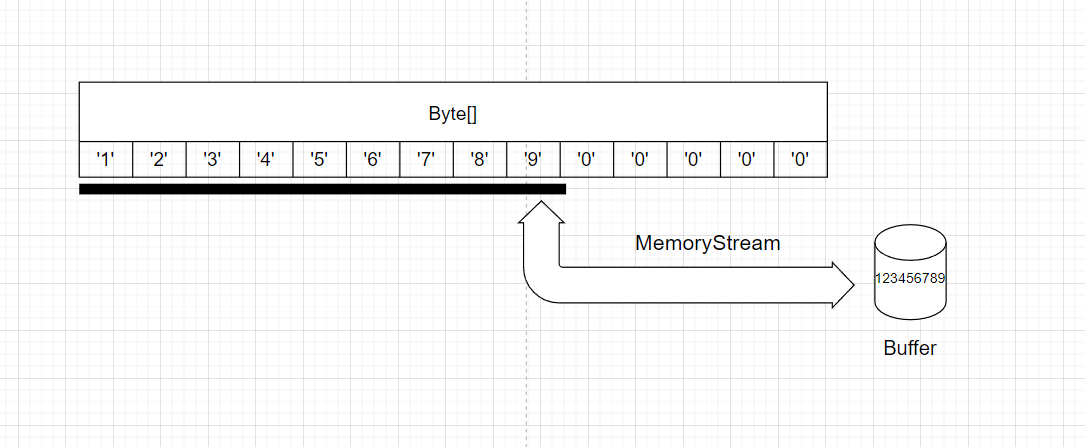 Byte[]
'1' '2' '3' '4' '5' '6' '7' '8' '9' '0' '0' '0' '0' '0'
MemoryStream
123456789
Buffer